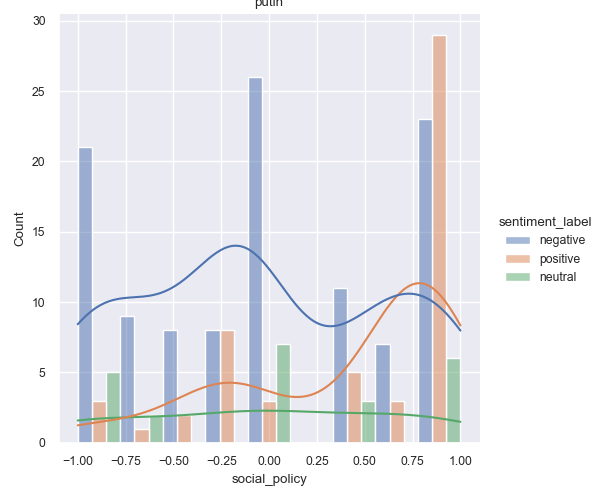 putin
30
25
20
15
10
5
0
Count
−1.00 −0.75 −0.50 −0.25 0.00 0.25 0.50 0.75 1.00
social_policy
sentiment_label
negative
positive
neutral